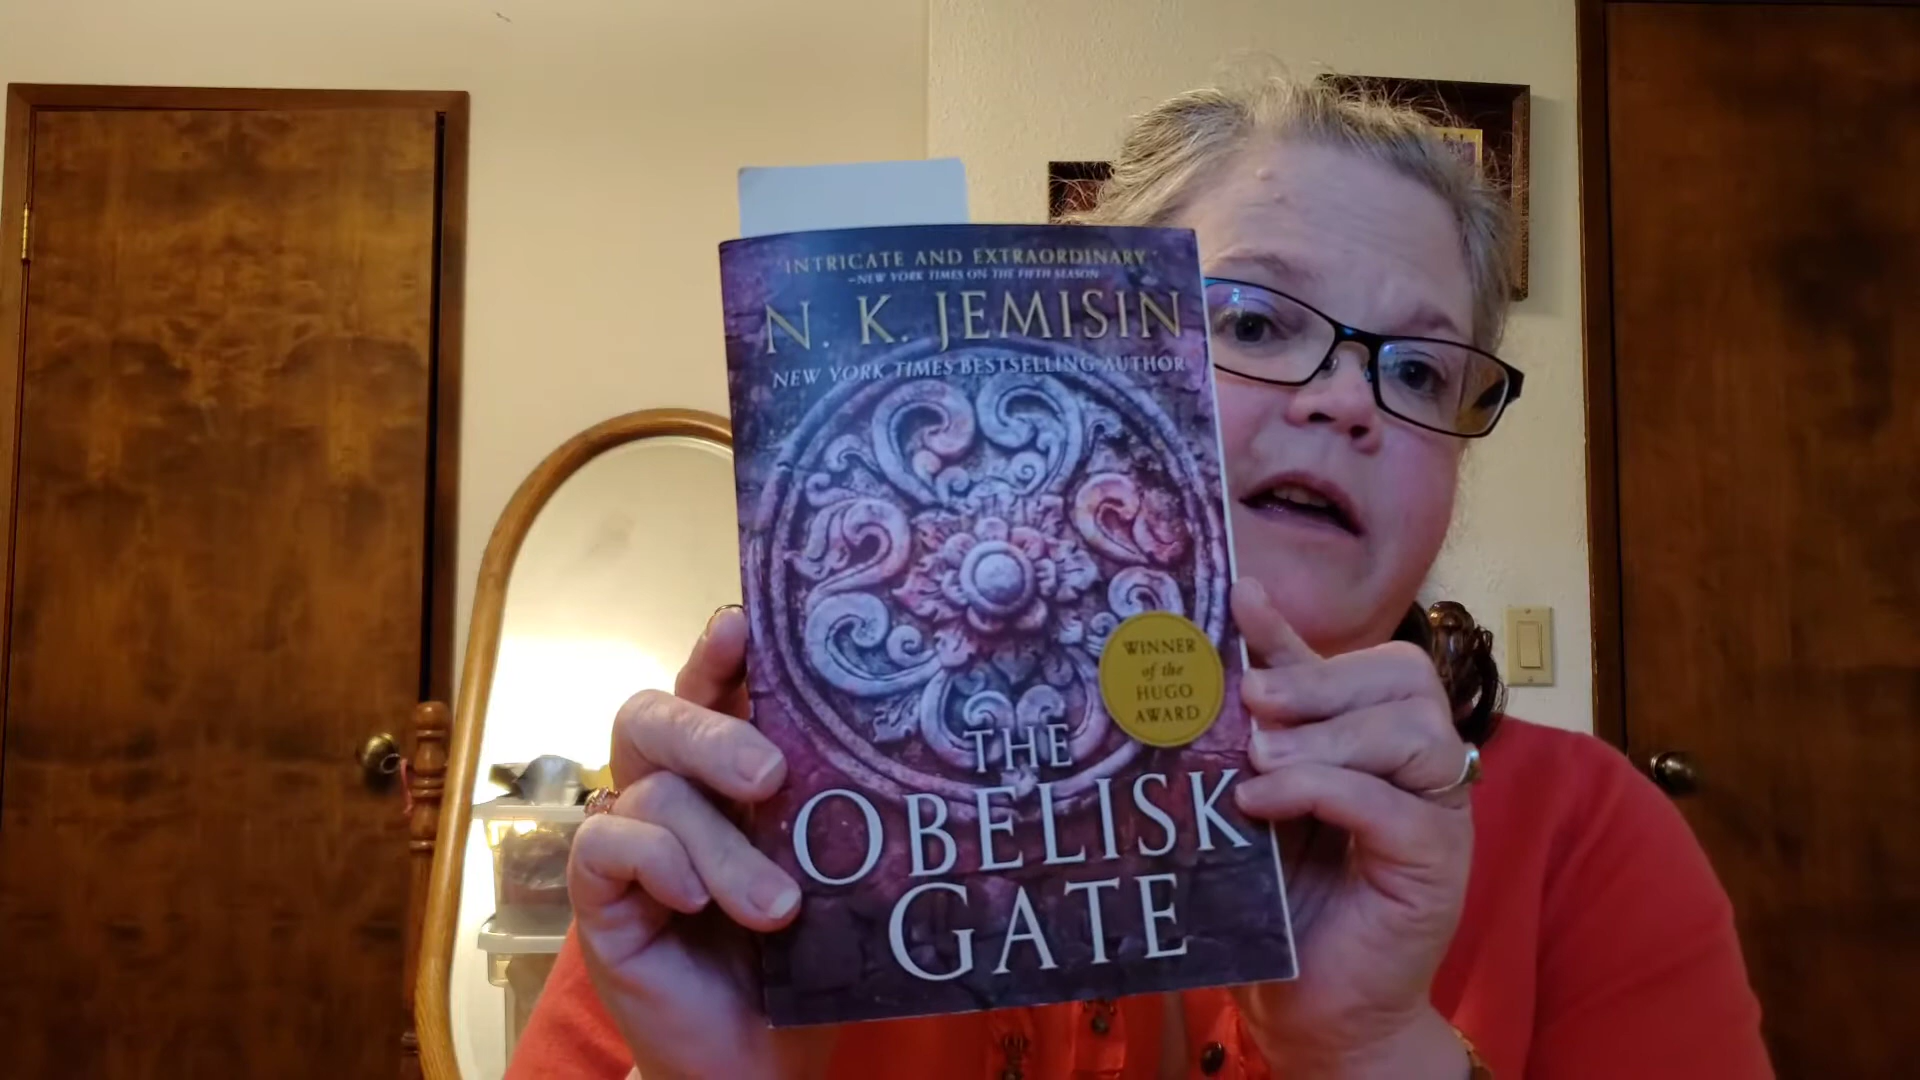 "INTRICATE AND EXTRAORDINARY"
—NEW YORK TIMES ON THE FIFTH SEASON
N. K. JEMISIN
NEW YORK TIMES BESTSELLING AUTHOR
WINNER
of the
HUGO
AWARD
THE
OBELISK
GATE